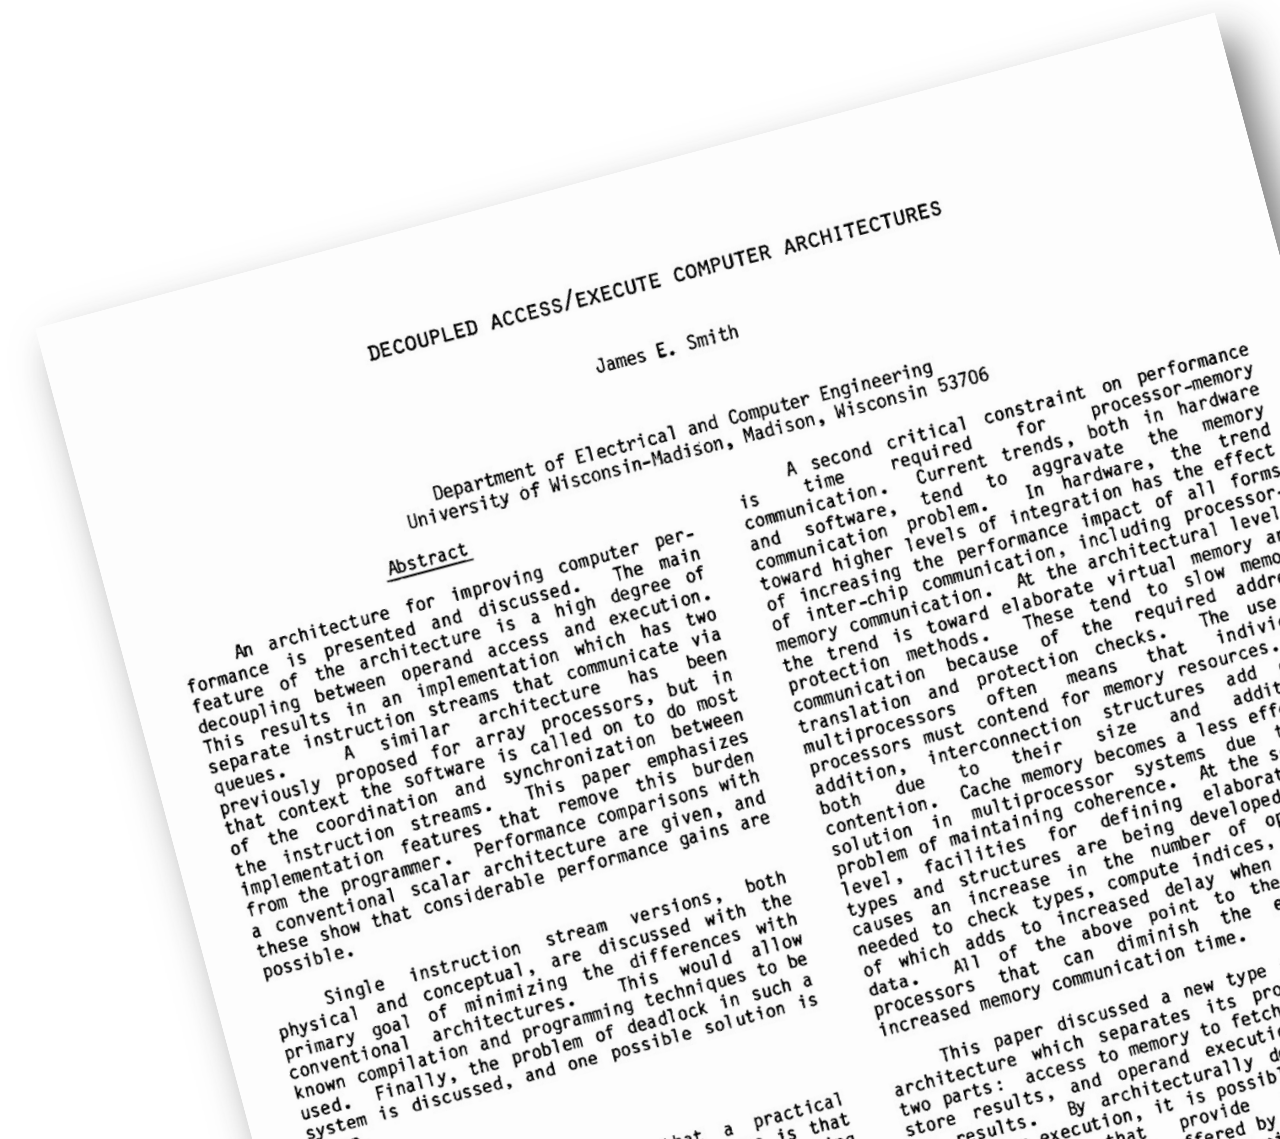 DECOUPLED ACCESS/EXECUTE COMPUTER ARCHITECTURES
James E. Smith
Department of Electrical and Computer Engineering
University of Wisconsin-Madison, Madison, Wisconsin 53706
Abstract
An architecture for improving computer per-
formance is presented and discussed. The main
feature of the architecture is a high degree of
decoupling between operand access and execution.
This results in an implementation which has two
separate instruction streams that communicate via
queues. A similar architecture has been
previously proposed for array processors, but in
that context the software is called on to do most
of the coordination and synchronization between
the instruction streams. This paper emphasizes
implementation features that remove this burden
from the programmer. Performance comparisons with
a conventional scalar architecture are given, and
these show that considerable performance gains are
possible.
Single instruction stream versions, both
physical and conceptual, are discussed with the
primary goal of minimizing the differences with
conventional architectures. This would allow
known compilation and programming techniques to be
used. Finally, the problem of deadlock in such a
system is discussed, and one possible solution is
a practical
is that
A second critical constraint on performance
is time required for processor-memory
communication. Current trends, both in hardware
and software, tend to aggravate the memory
communication problem. In hardware, the trend
toward higher levels of integration has the effect
of increasing the performance impact of all forms
of inter-chip communication, including processor-
memory communication. At the architectural level
the trend is toward elaborate virtual memory
protection methods. These tend to slow
communication because of the required
translation and protection checks. The use
multiprocessors often means that
processors must contend for memory resources.
addition, interconnection structures add
both due to their size and
contention. Cache memory becomes a less
solution in multiprocessor systems due
problem of maintaining coherence. At the
level, facilities for defining
types and structures are being developed
causes an increase in the number of
needed to check types, compute indices,
of which adds to increased delay when
data. All of the above point to the
processors that can diminish the
increased memory communication time.
This paper discussed a new type
architecture which separates its
two parts: access to memory to fetch
store results, and operand
results. By architecturally
execution, it is
that provide
by